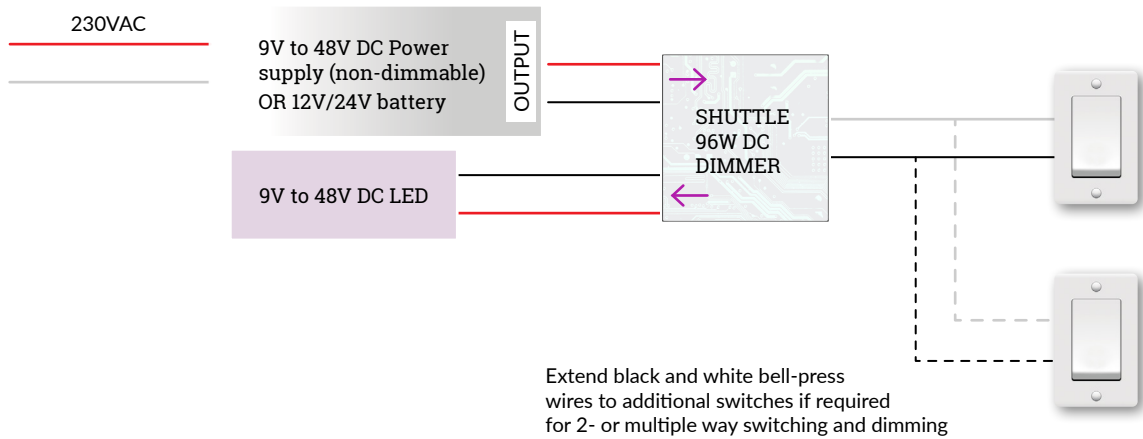 230VAC
9V to 48V DC Power
supply (non-dimmable)
OR 12V/24V battery
OUTPUT
SHUTTLE
96W DC
DIMMER
9V to 48V DC LED
Extend black and white bell-press
wires to additional switches if required
for 2- or multiple way switching and dimming